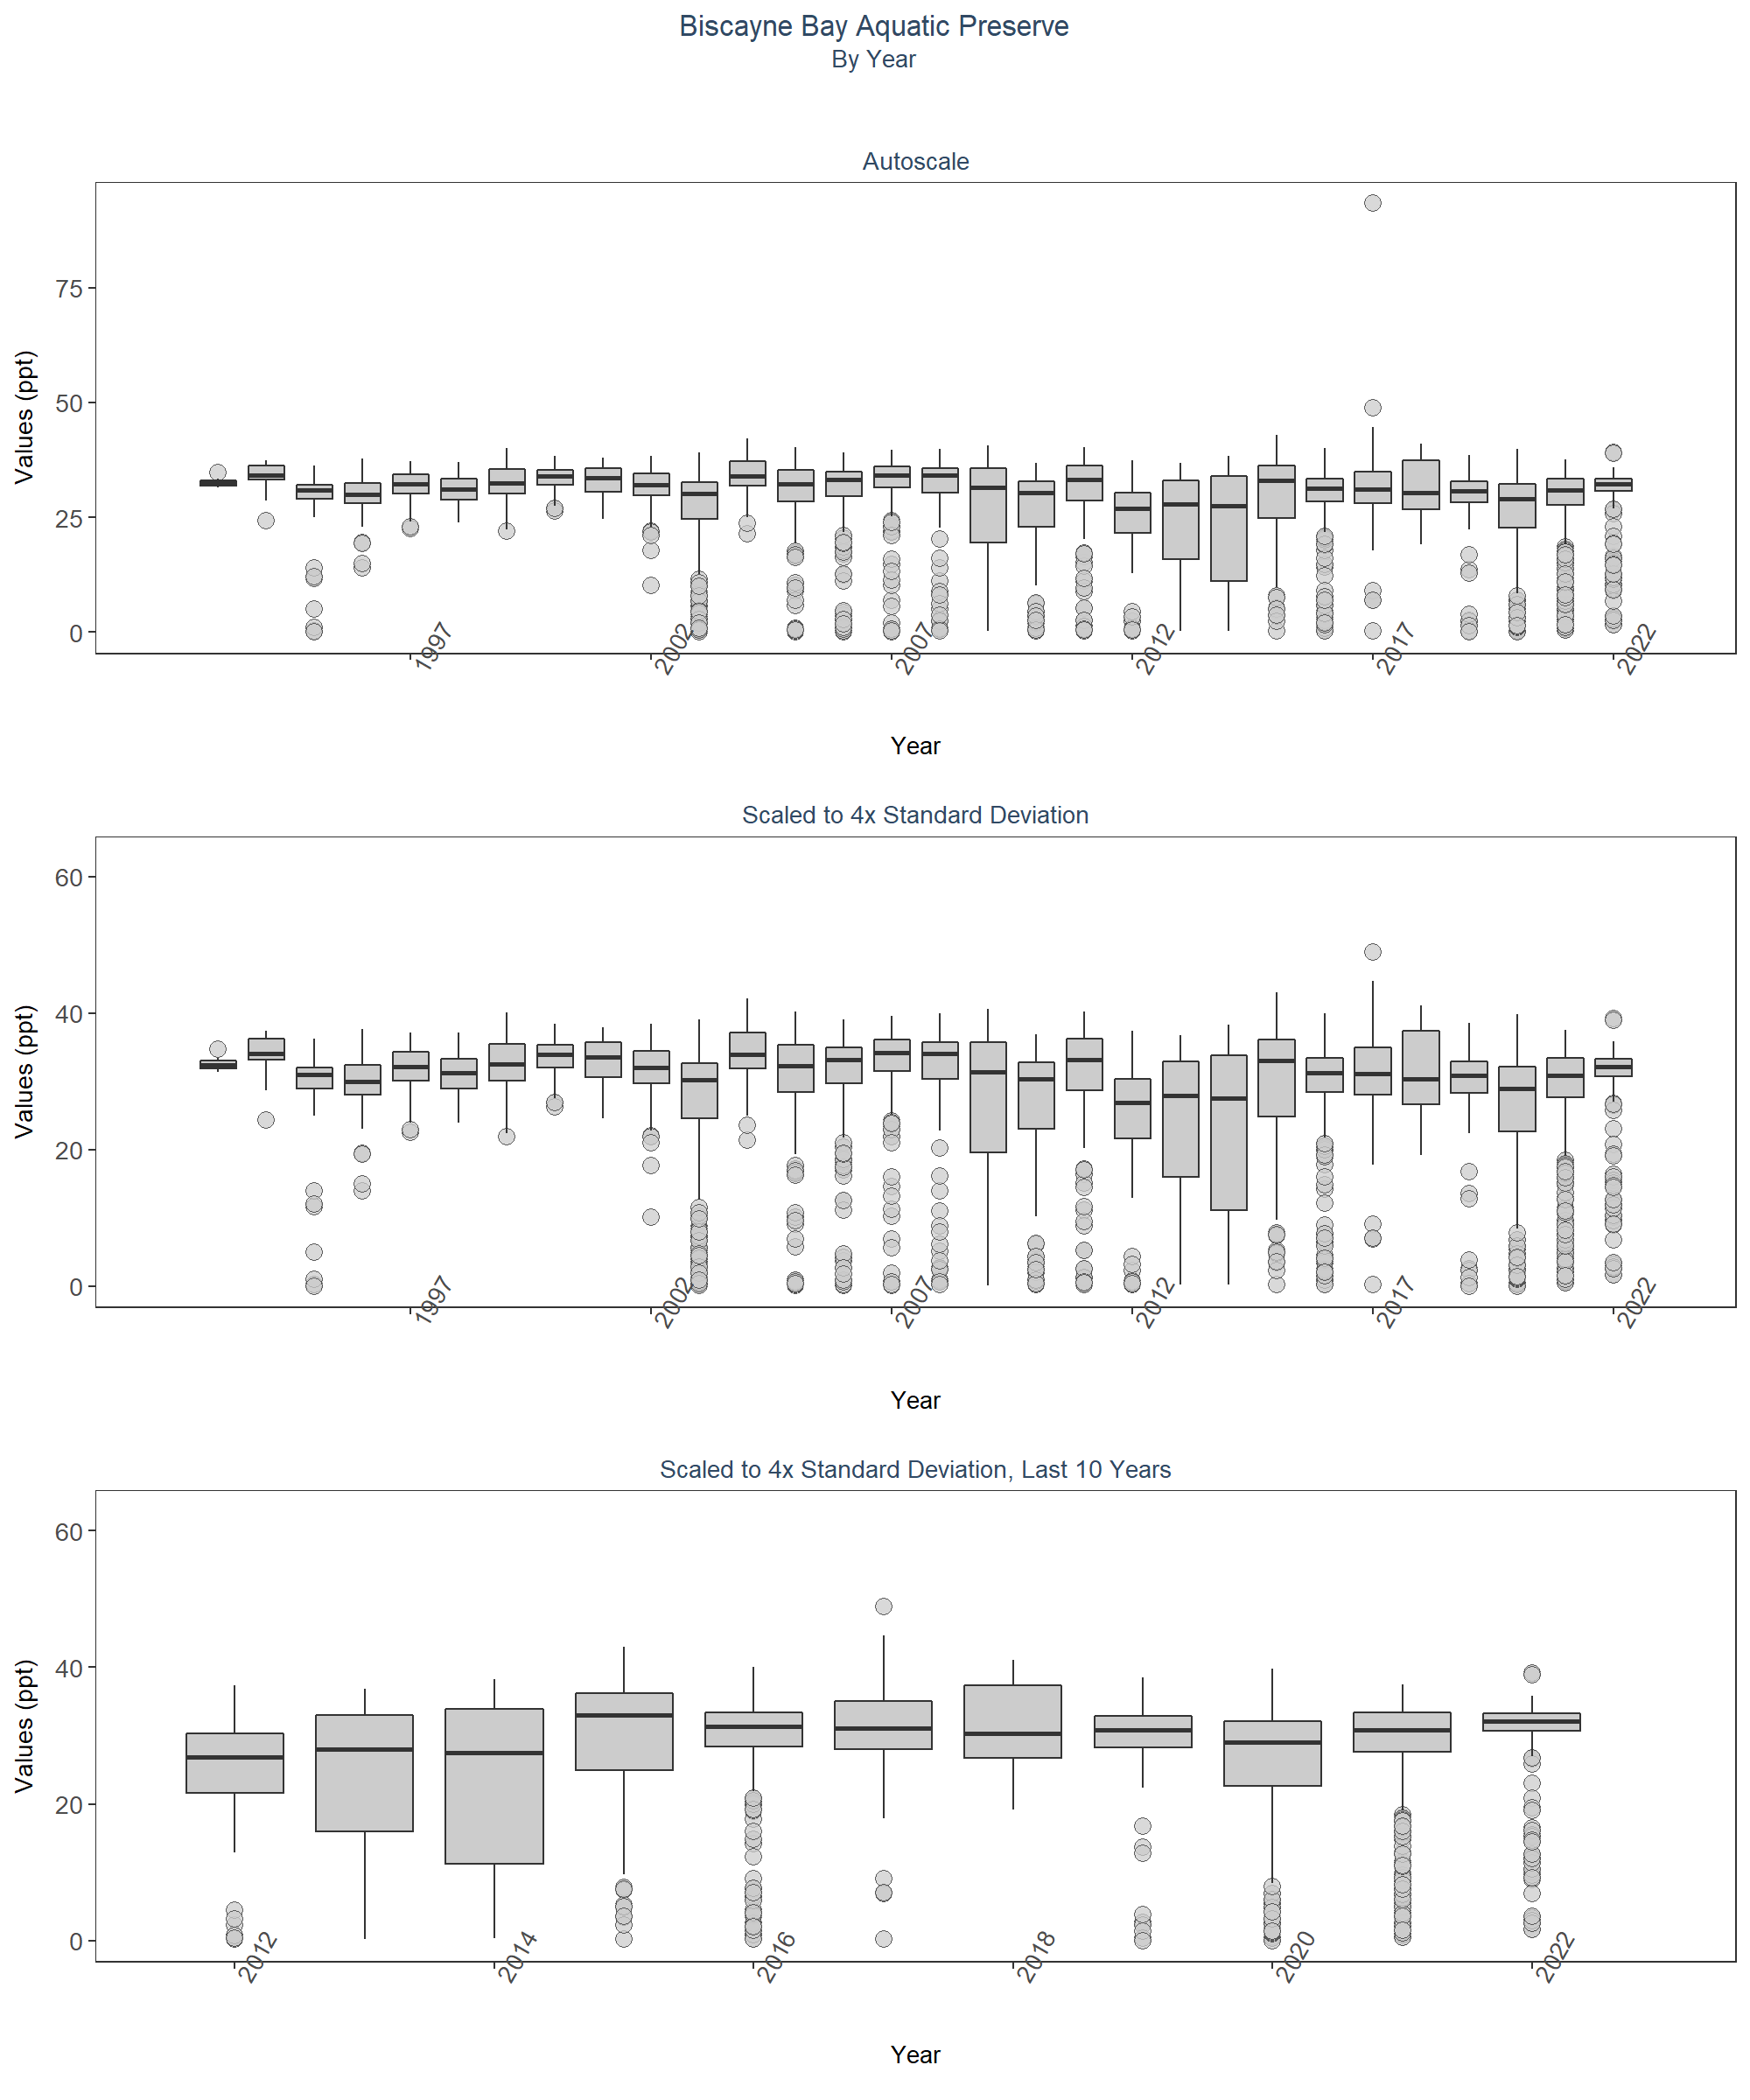 Biscayne Bay Aquatic Preserve
By Year
Autoscale
Values (ppt)
75
50
25
0
1997
2002
2007
2012
2017
2022
Year
Scaled to 4x Standard Deviation
Values (ppt)
60
40
20
0
1997
2002
2007
2012
2017
2022
Year
Scaled to 4x Standard Deviation, Last 10 Years
Values (ppt)
60
40
20
0
2012
2014
2016
2018
2020
2022
Year